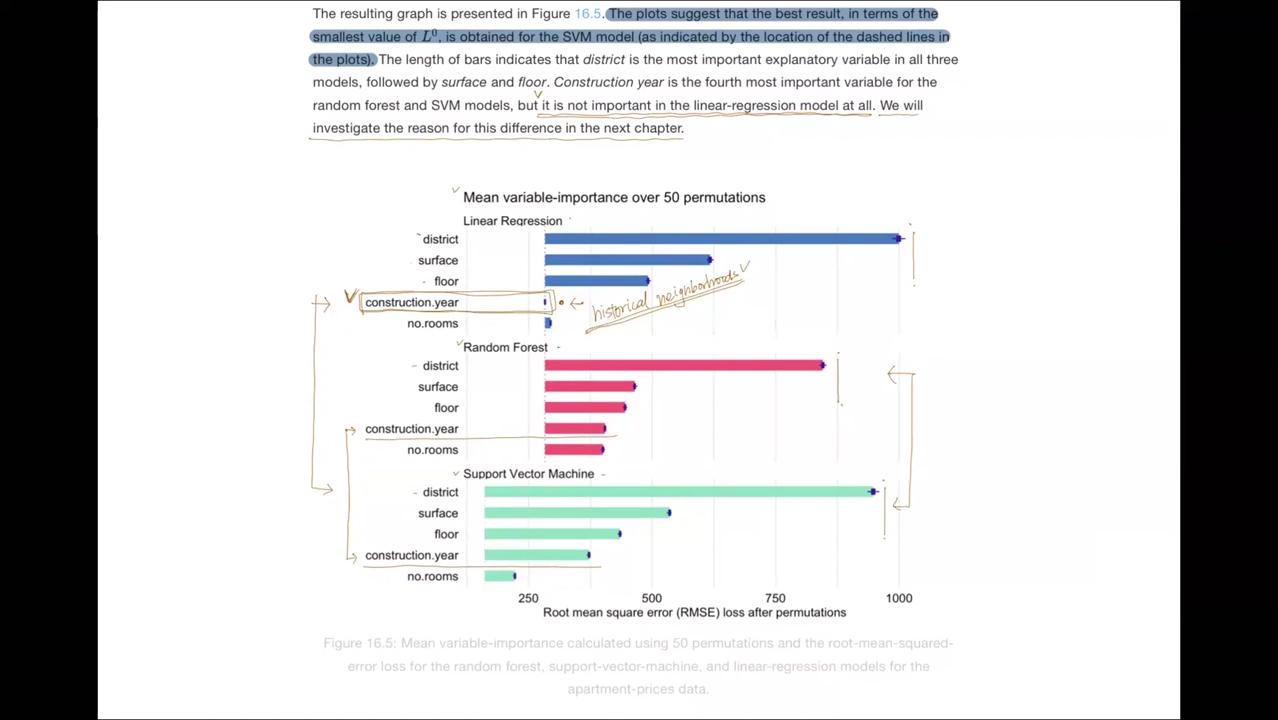 The resulting graph is presented in Figure 16.5. The plots suggest that the best result, in terms of the
smallest value of L⁰, is obtained for the SVM model (as indicated by the location of the dashed lines in
the plots). The length of bars indicates that district is the most important explanatory variable in all three
models, followed by surface and floor. Construction year is the fourth most important variable for the
random forest and SVM models, but it is not important in the linear-regression model at all. We will
investigate the reason for this difference in the next chapter.
Mean variable-importance over 50 permutations
Linear Regression
district
surface
floor
construction.year
no.rooms
historical neighborhoods
Random Forest
district
surface
floor
construction.year
no.rooms
Support Vector Machine
district
surface
floor
construction.year
no.rooms
250 500 750 1000
Root mean square error (RMSE) loss after permutations
Figure 16.5: Mean variable-importance calculated using 50 permutations and the root-mean-squared-
error loss for the random forest, support-vector-machine, and linear-regression models for the
apartment-prices data.